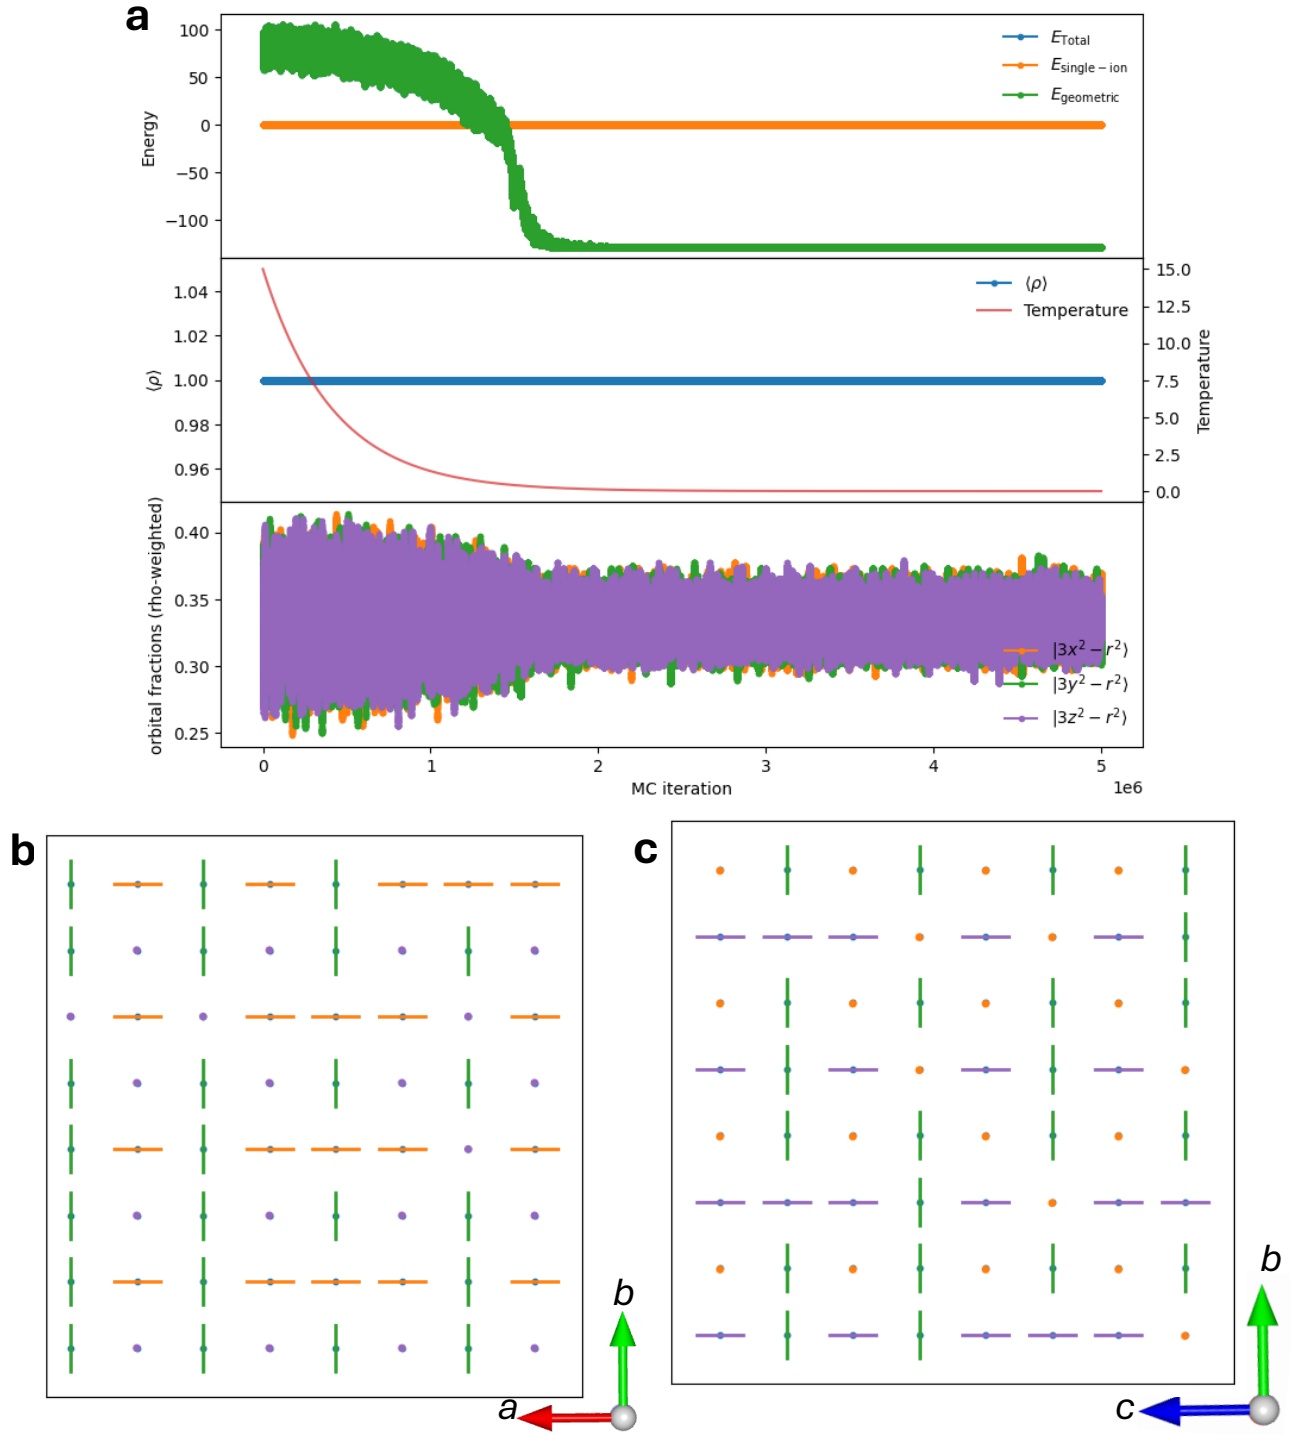 a
100
50
0
−50
−100
Energy
E_Total
E_single−ion
E_geometric
1.04
1.02
1.00
0.98
0.96
⟨ρ⟩
⟨ρ⟩
Temperature
15.0
12.5
10.0
7.5
5.0
2.5
0.0
Temperature
0.40
0.35
0.30
0.25
orbital fractions (rho-weighted)
|3x² − r²⟩
|3y² − r²⟩
|3z² − r²⟩
0 1 2 3 4 5
MC iteration
1e6
b
b
a
c
b
c